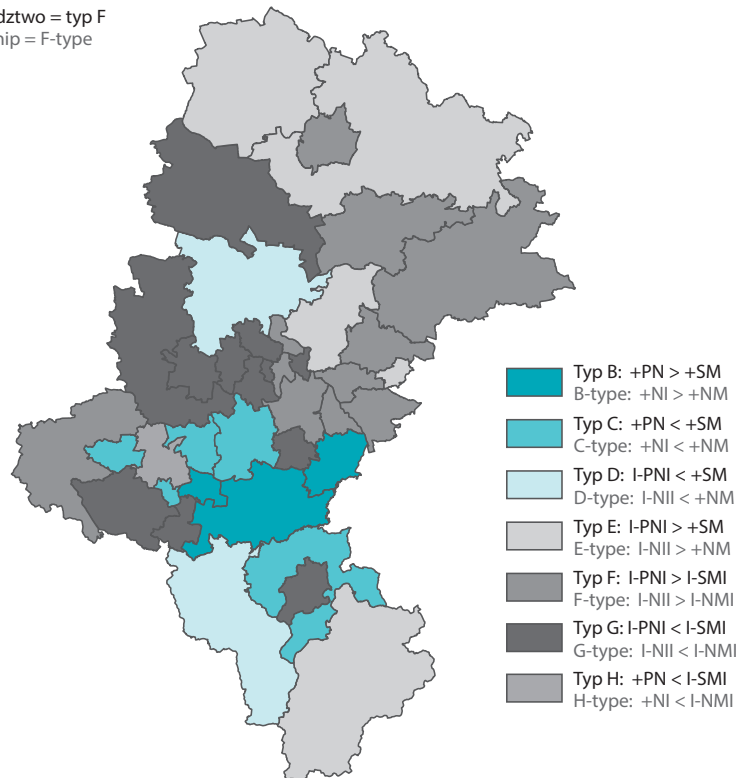 dztwo = typ F
hip = F-type
Typ B: +PN > +SM
B-type: +NI > +NM
Typ C: +PN < +SM
C-type: +NI < +NM
Typ D: I-PNI < +SM
D-type: I-NII < +NM
Typ E: I-PNI > +SM
E-type: I-NII > +NM
Typ F: I-PNI > I-SMI
F-type: I-NII > I-NMI
Typ G: I-PNI < I-SMI
G-type: I-NII < I-NMI
Typ H: +PN < I-SMI
H-type: +NI < I-NMI